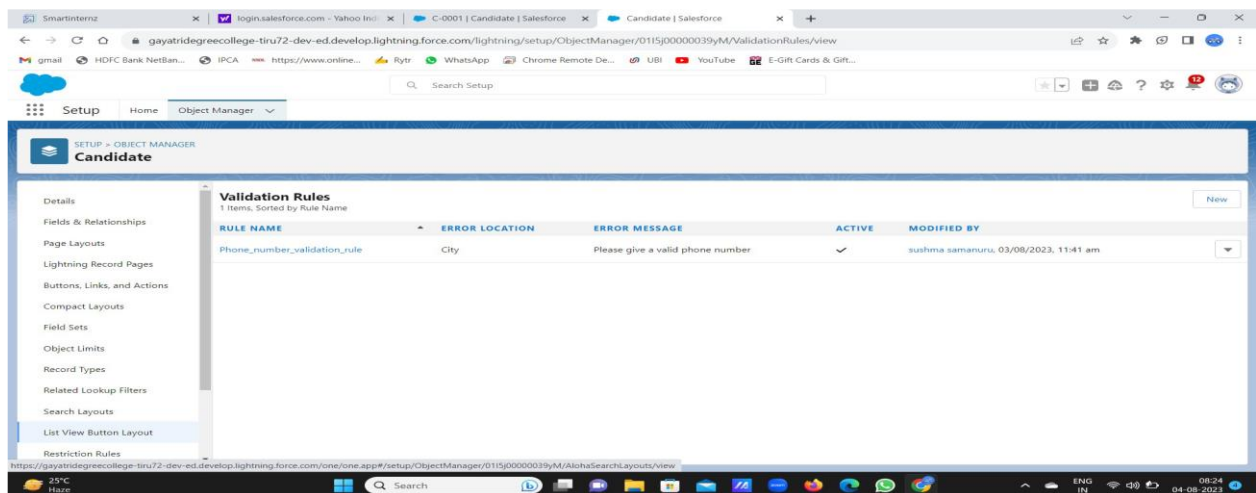 Smartinternz
login.salesforce.com - Yahoo Ind
C-0001 | Candidate | Salesforce
Candidate | Salesforce
gayatridegreecollege-tiru72-dev-ed.develop.lightning.force.com/lightning/setup/ObjectManager/01I5j00000039yM/ValidationRules/view
gmail HDFC Bank NetBan... IPCA https://www.online... Rytr WhatsApp Chrome Remote De... UBI YouTube E-Gift Cards & Gift...
Search Setup
12
Setup Home Object Manager
SETUP > OBJECT MANAGER
Candidate
Details
Fields & Relationships
Page Layouts
Lightning Record Pages
Buttons, Links, and Actions
Compact Layouts
Field Sets
Object Limits
Record Types
Related Lookup Filters
Search Layouts
List View Button Layout
Restriction Rules
Validation Rules
1 Items, Sorted by Rule Name
New
RULE NAME ERROR LOCATION ERROR MESSAGE ACTIVE MODIFIED BY
Phone_number_validation_rule City Please give a valid phone number sushma samanuru, 03/08/2023, 11:41 am
https://gayatridegreecollege-tiru72-dev-ed.develop.lightning.force.com/one/one.app#/setup/ObjectManager/01I5j00000039yM/AlohaSearchLayouts/view
25°C
Haze
Search
ENG
IN
08:24
04-08-2023